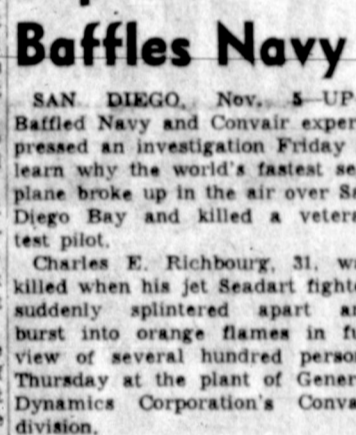 Baffles Navy
SAN DIEGO, Nov. 5—UP
Baffled Navy and Convair exper
pressed an investigation Friday
learn why the world's fastest se
plane broke up in the air over Sa
Diego Bay and killed a vetera
test pilot.
Charles E. Richbourg, 31, wa
killed when his jet Seadart fight
suddenly splintered apart an
burst into orange flames in fu
view of several hundred person
Thursday at the plant of Gener
Dynamics Corporation's Conva
division.